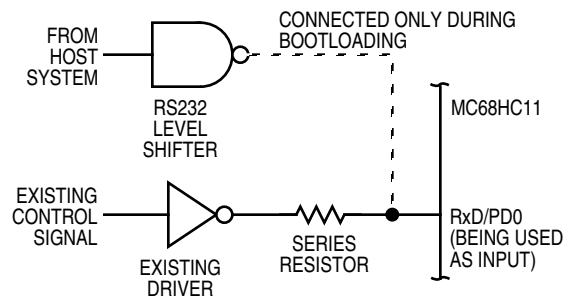 CONNECTED ONLY DURING
BOOTLOADING
FROM
HOST
SYSTEM
RS232
LEVEL
SHIFTER
MC68HC11
EXISTING
CONTROL
SIGNAL
EXISTING
DRIVER
SERIES
RESISTOR
RxD/PD0
(BEING USED
AS INPUT)